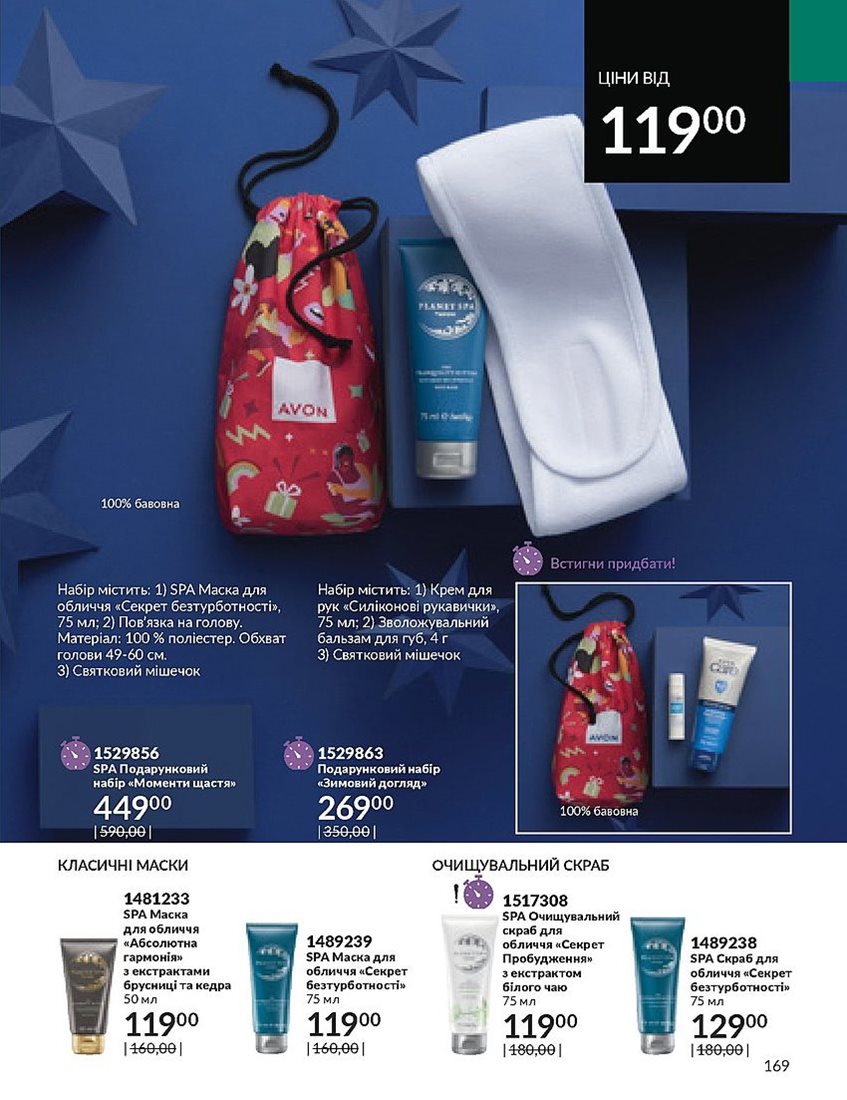 ЦІНИ ВІД
119⁰⁰
PLANET SPA
75 ml ℮
AVON
100% бавовна
Встигни придбати!
Набір містить: 1) SPA Маска для
обличчя «Секрет безтурботності»,
75 мл; 2) Пов’язка на голову.
Матеріал: 100 % поліестер. Обхват
голови 49-60 см.
3) Святковий мішечок
Набір містить: 1) Крем для
рук «Силіконові рукавички»,
75 мл; 2) Зволожувальний
бальзам для губ, 4 г
3) Святковий мішечок
Care
AVON
100% бавовна
1529856
SPA Подарунковий
набір «Моменти щастя»
449⁰⁰
|590,00|
1529863
Подарунковий набір
«Зимовий догляд»
269⁰⁰
|350,00|
КЛАСИЧНІ МАСКИ
1481233
SPA Маска
для обличчя
«Абсолютна
гармонія»
з екстрактами
брусниці та кедра
50 мл
119⁰⁰
|160,00|
1489239
SPA Маска для
обличчя «Секрет
безтурботності»
75 мл
119⁰⁰
|160,00|
ОЧИЩУВАЛЬНИЙ СКРАБ
!
1517308
SPA Очищувальний
скраб для
обличчя «Секрет
Пробудження»
з екстрактом
білого чаю
75 мл
119⁰⁰
|180,00|
1489238
SPA Скраб для
обличчя «Секрет
безтурботності»
75 мл
129⁰⁰
|180,00|
169